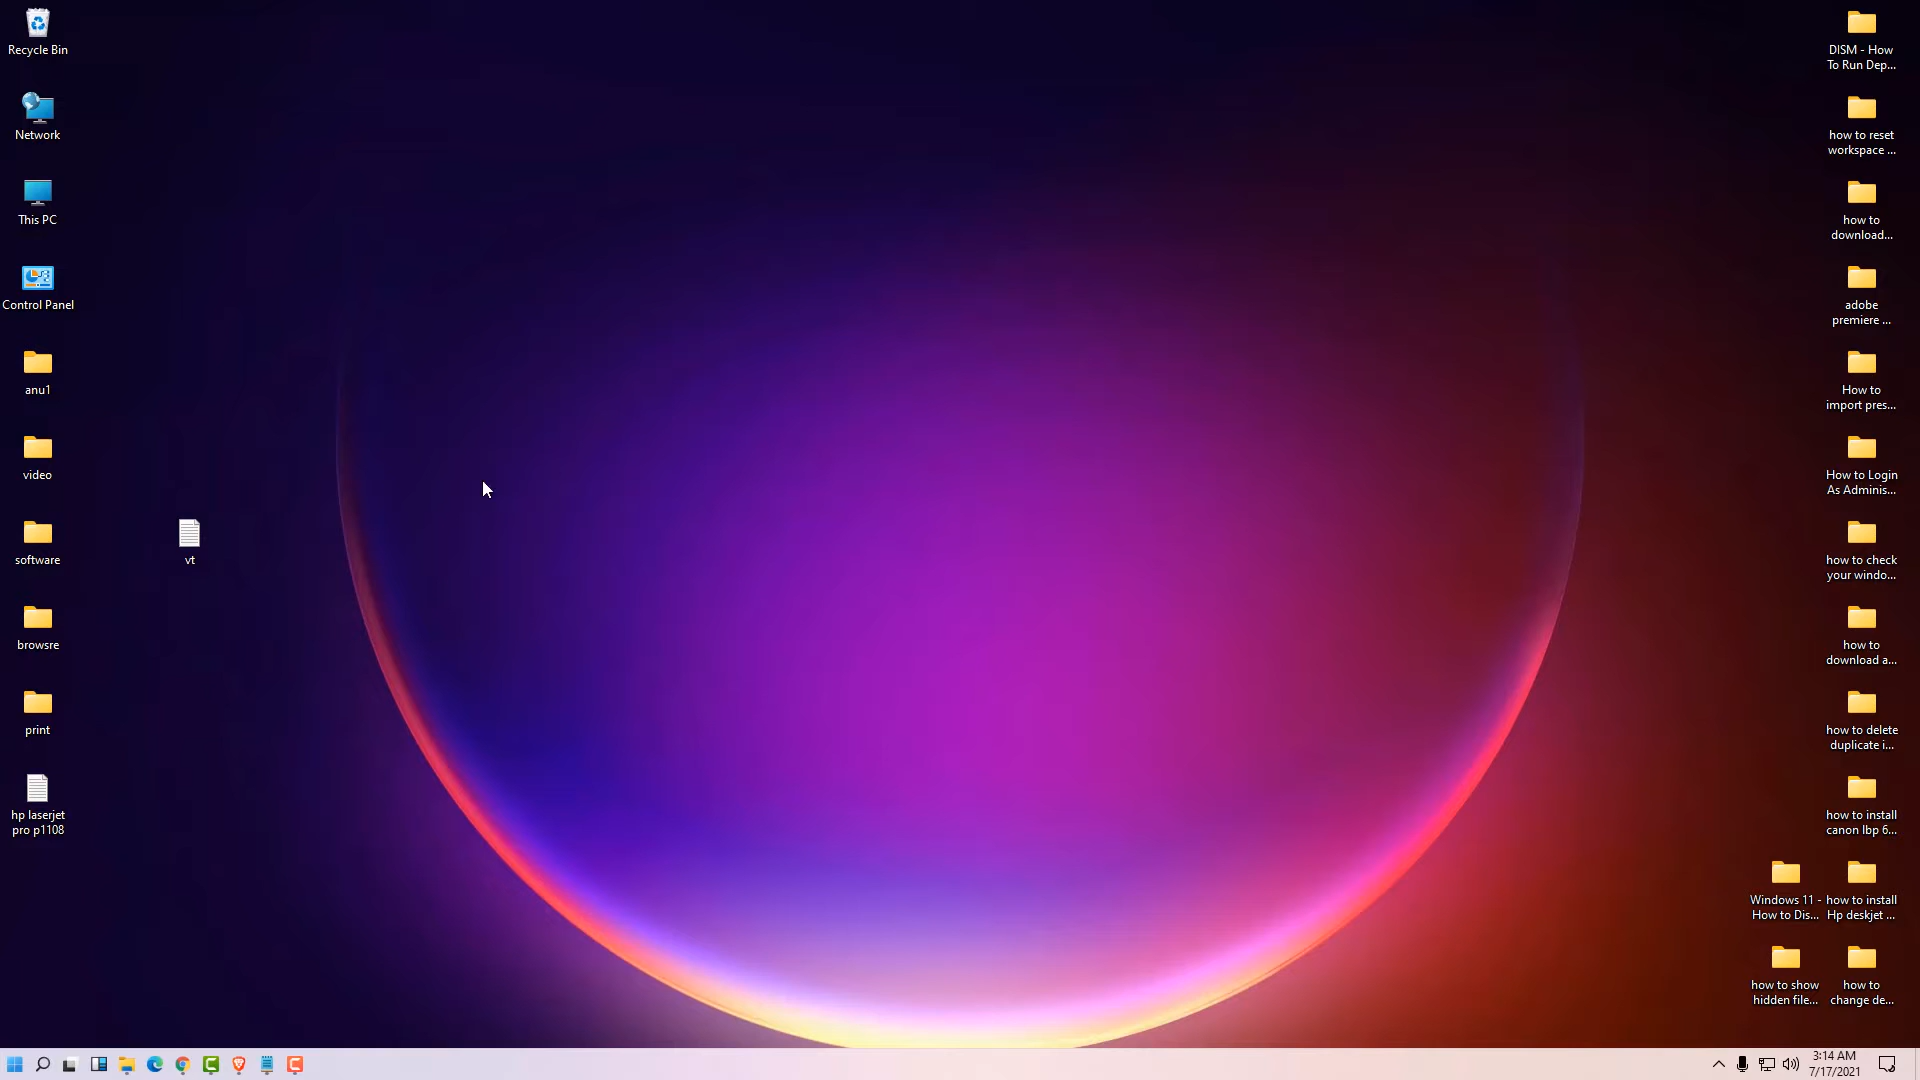 Recycle Bin
Network
This PC
Control Panel
anu1
video
software
vt
browsre
print
hp laserjet
pro p1108
DISM - How
To Run Dep...
how to reset
workspace ...
how to
download...
adobe
premiere ...
How to
import pres...
How to Login
As Adminis...
how to check
your windo...
how to
download a...
how to delete
duplicate i...
how to install
canon lbp 6...
Windows 11 -
How to Dis...
how to install
Hp deskjet ...
how to show
hidden file...
how to
change de...
3:14 AM
7/17/2021